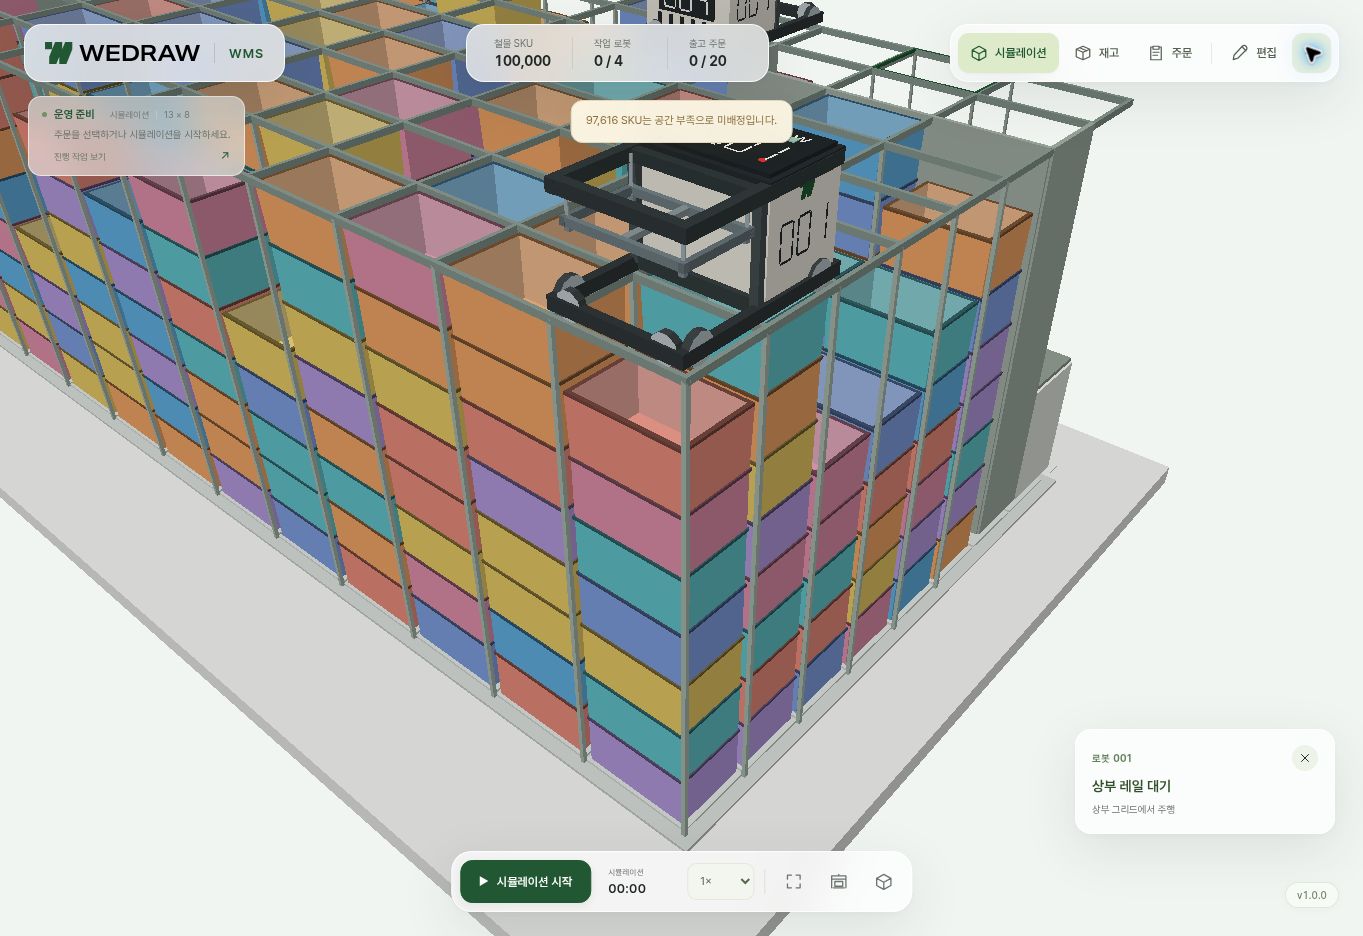 WEDRAW
WMS
철물 SKU
100,000
작업 로봇
0 / 4
출고 주문
0 / 20
시뮬레이션
재고
주문
편집
운영 준비
시뮬레이션
13 × 8
주문을 선택하거나 시뮬레이션을 시작하세요.
진행 작업 보기
97,616 SKU는 공간 부족으로 미배정입니다.
001
로봇 001
상부 레일 대기
상부 그리드에서 주행
시뮬레이션 시작
시뮬레이션
00:00
1×
v1.0.0